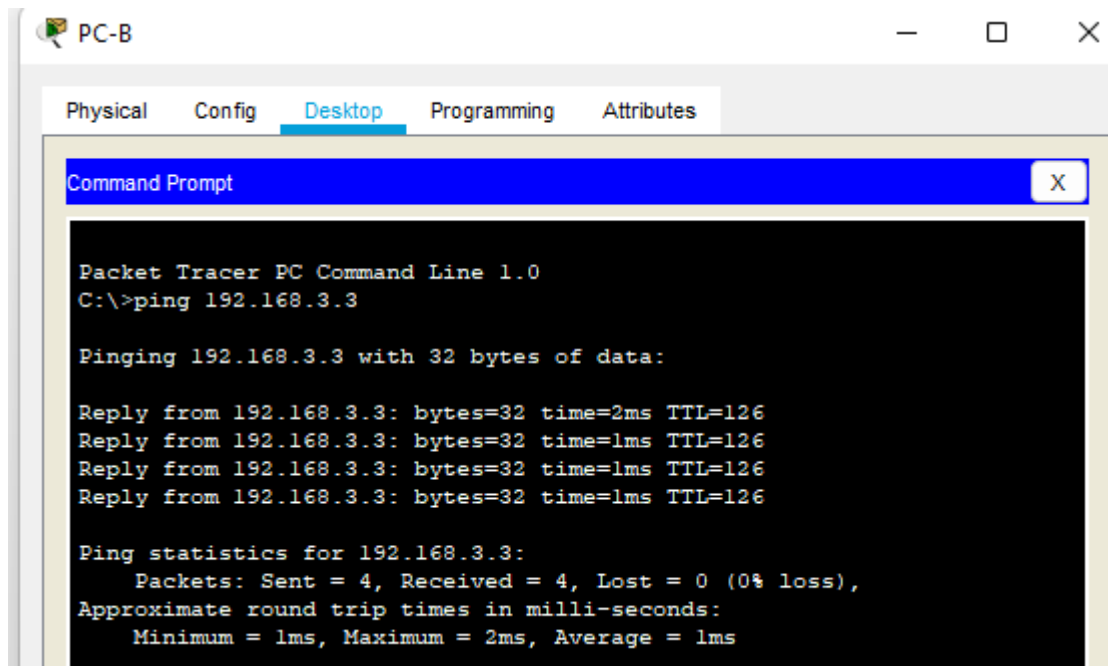 PC-B
Physical Config Desktop Programming Attributes
Command Prompt X
Packet Tracer PC Command Line 1.0
C:\>ping 192.168.3.3
Pinging 192.168.3.3 with 32 bytes of data:
Reply from 192.168.3.3: bytes=32 time=2ms TTL=126
Reply from 192.168.3.3: bytes=32 time=1ms TTL=126
Reply from 192.168.3.3: bytes=32 time=1ms TTL=126
Reply from 192.168.3.3: bytes=32 time=1ms TTL=126
Ping statistics for 192.168.3.3:
Packets: Sent = 4, Received = 4, Lost = 0 (0% loss),
Approximate round trip times in milli-seconds:
Minimum = 1ms, Maximum = 2ms, Average = 1ms